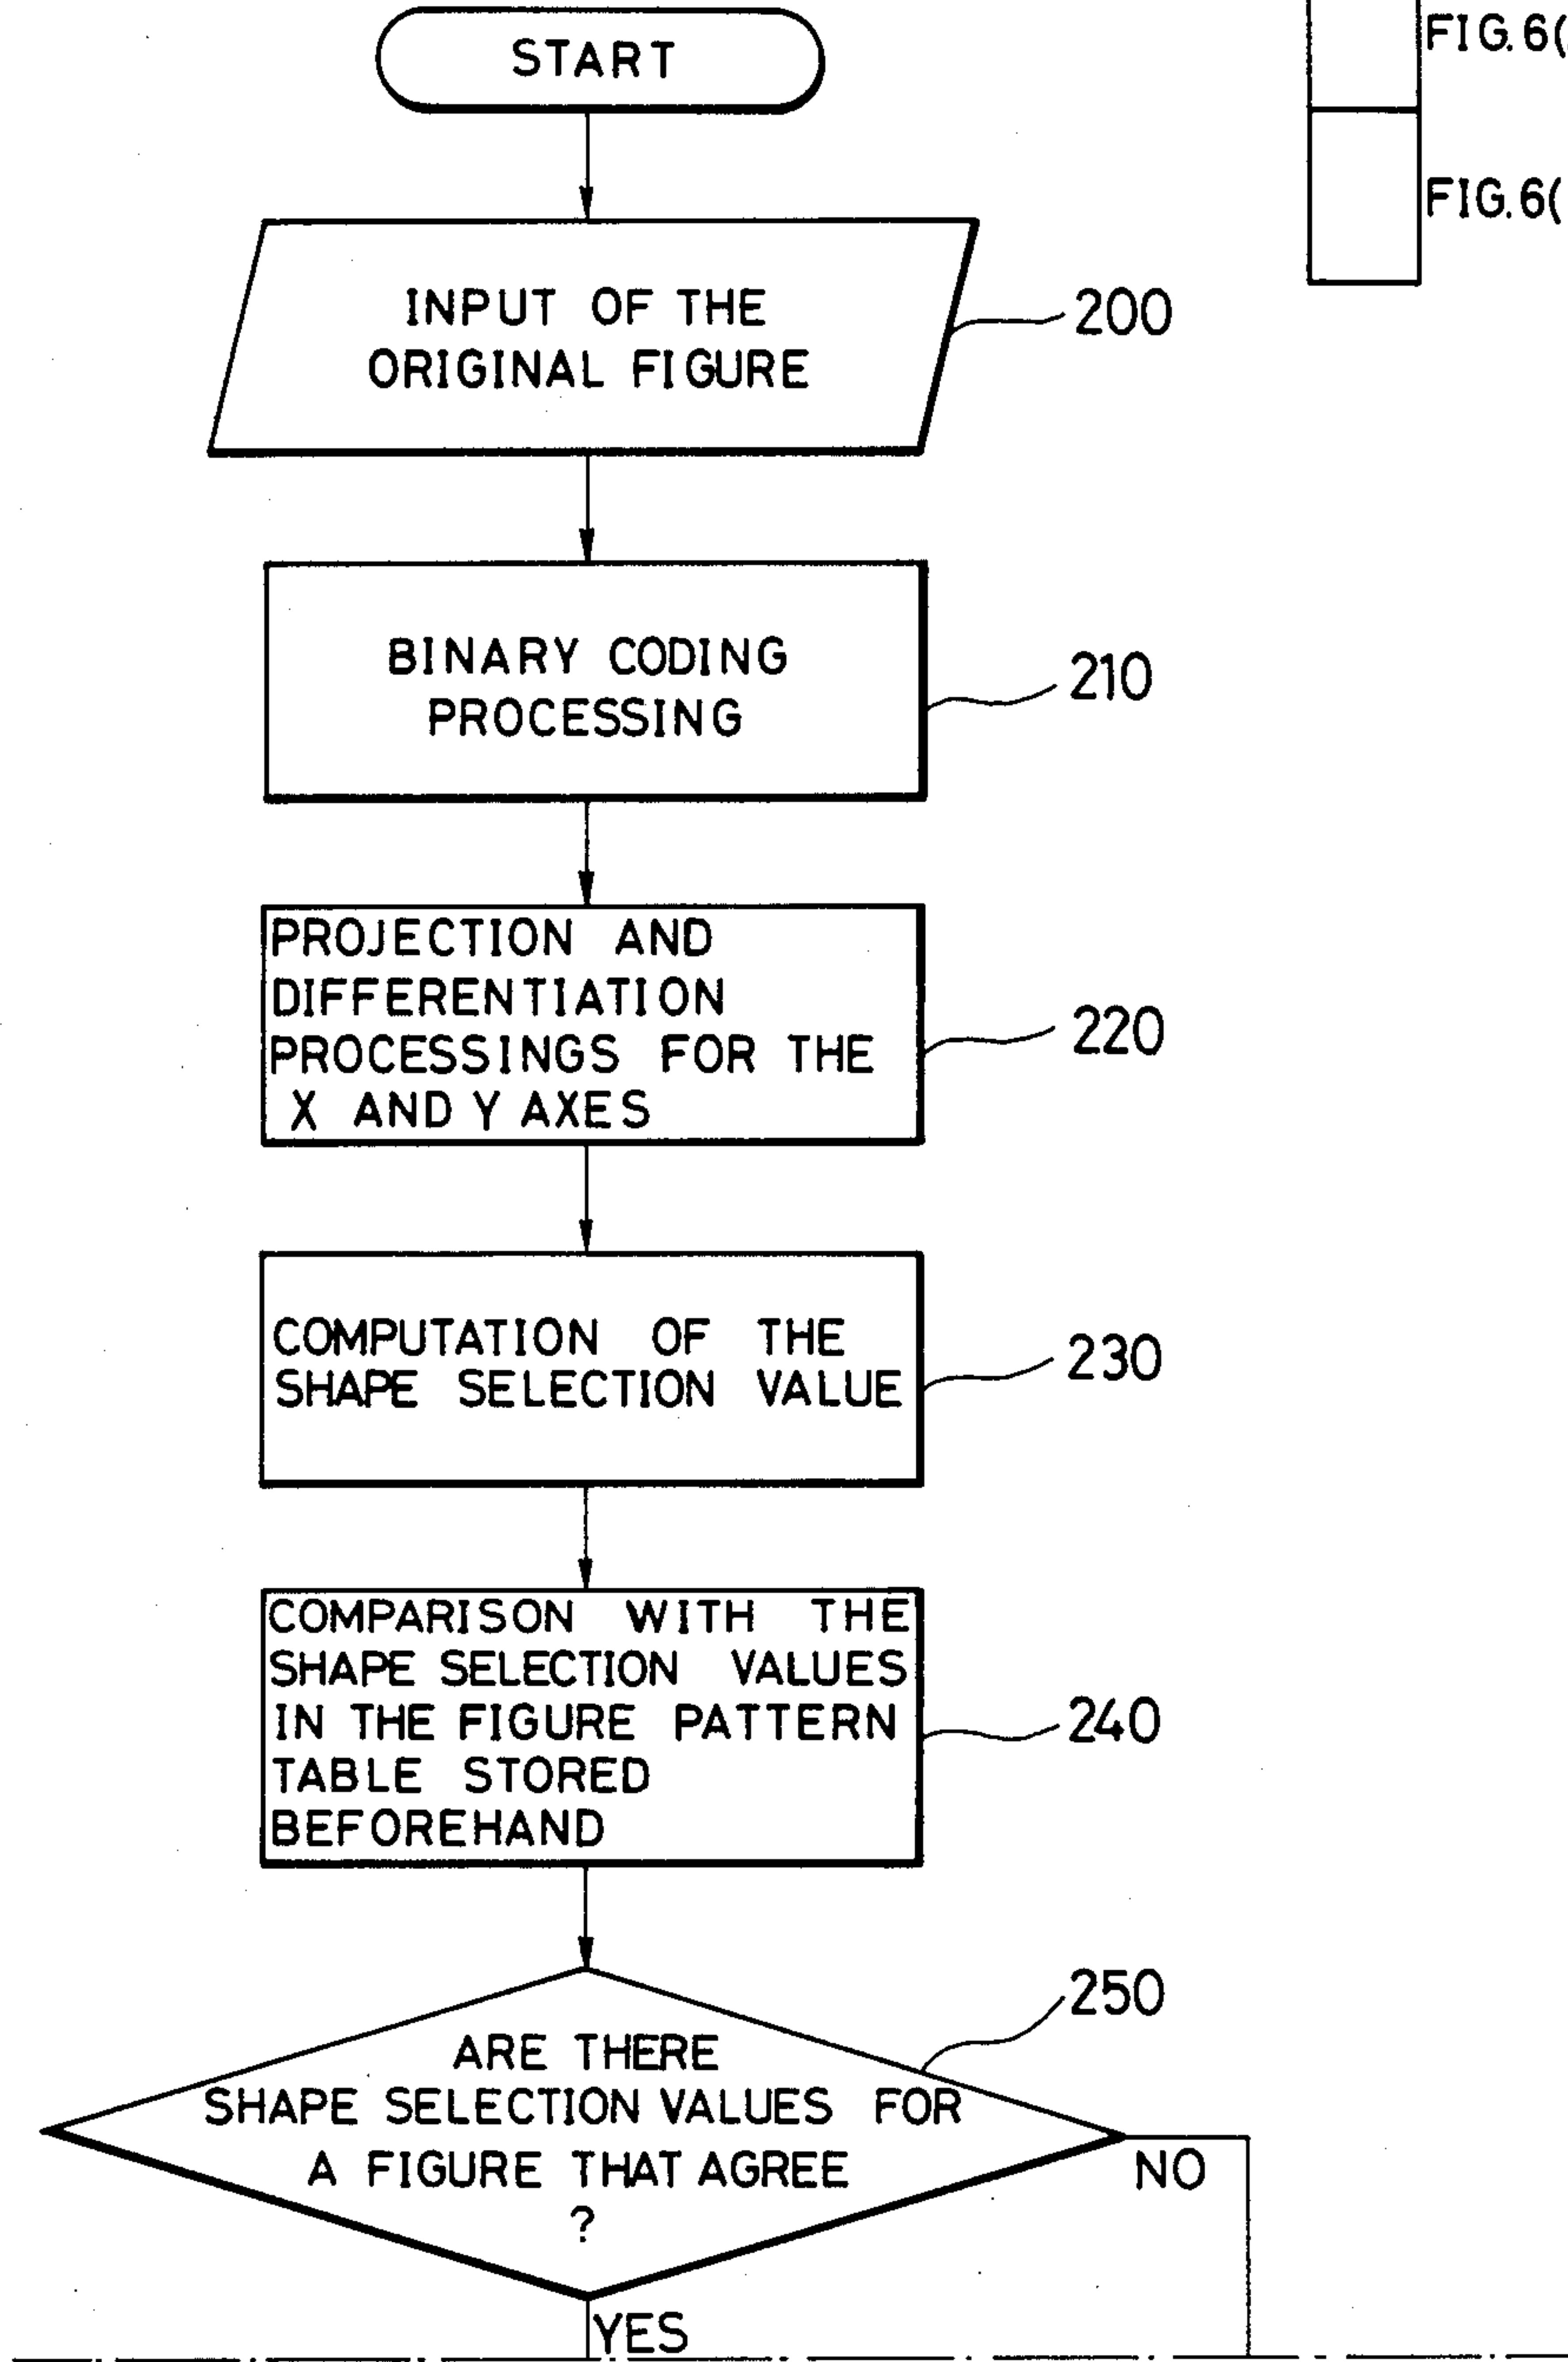 START
FIG.6(
FIG.6(
INPUT OF THE
ORIGINAL FIGURE
200
BINARY CODING
PROCESSING
210
PROJECTION AND
DIFFERENTIATION
PROCESSINGS FOR THE
X AND Y AXES
220
COMPUTATION OF THE
SHAPE SELECTION VALUE
230
COMPARISON WITH THE
SHAPE SELECTION VALUES
IN THE FIGURE PATTERN
TABLE STORED
BEFOREHAND
240
250
ARE THERE
SHAPE SELECTION VALUES FOR
A FIGURE THAT AGREE
?
NO
YES